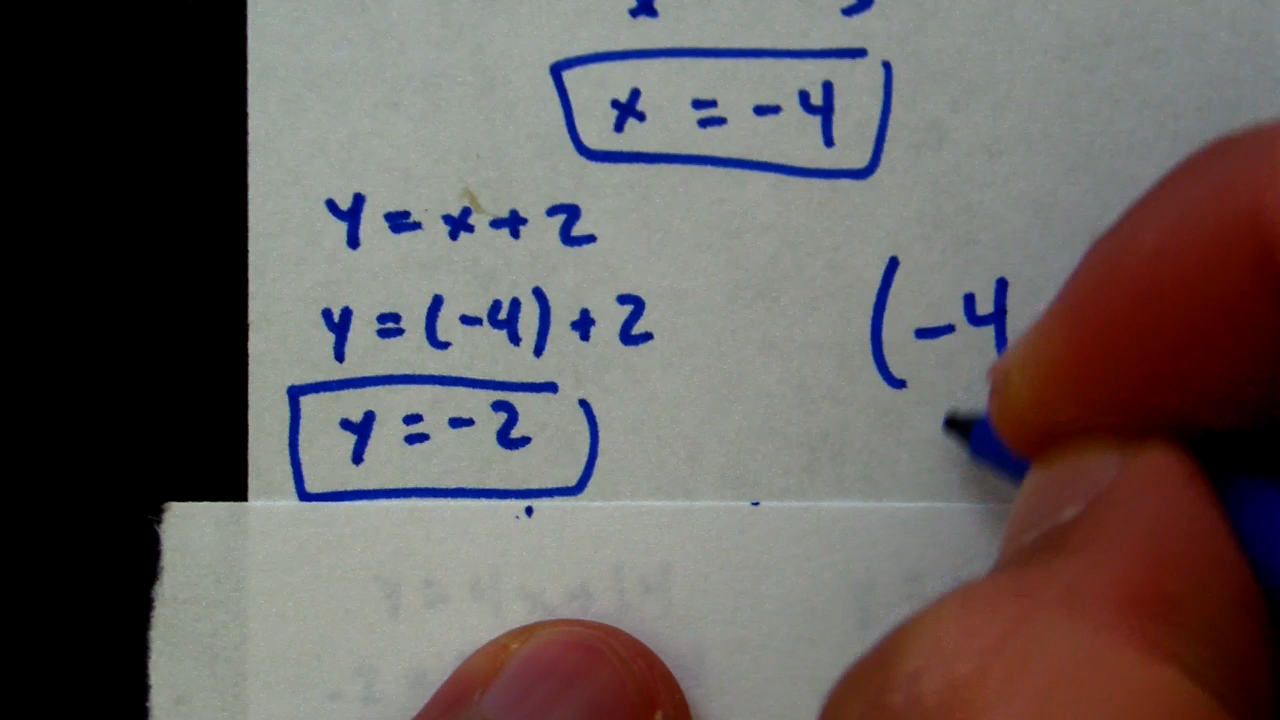 x = -4
y = x + 2
y = (-4) + 2
(-4
y = -2